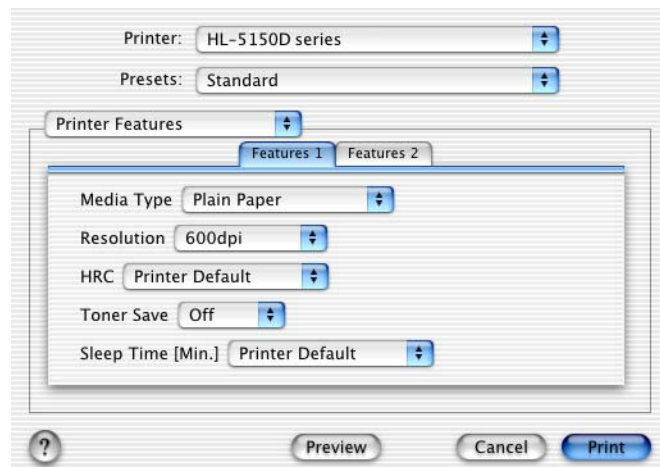 Printer: HL-5150D series
Presets: Standard
Printer Features
Features 1 Features 2
Media Type Plain Paper
Resolution 600dpi
HRC Printer Default
Toner Save Off
Sleep Time [Min.] Printer Default
? Preview Cancel Print